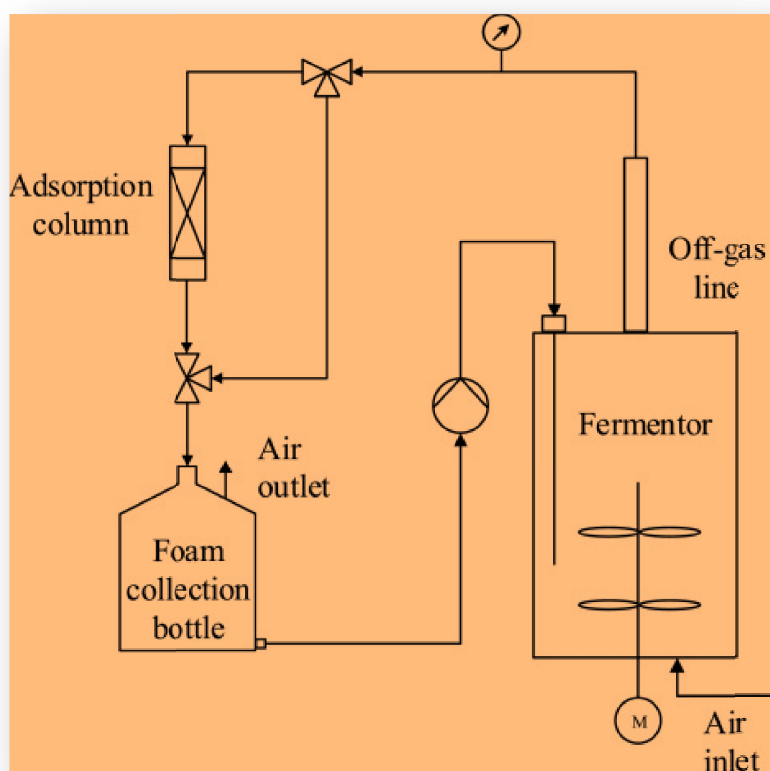 Adsorption
column
Off-gas
line
Fermentor
Air
outlet
Foam
collection
bottle
M
Air
inlet